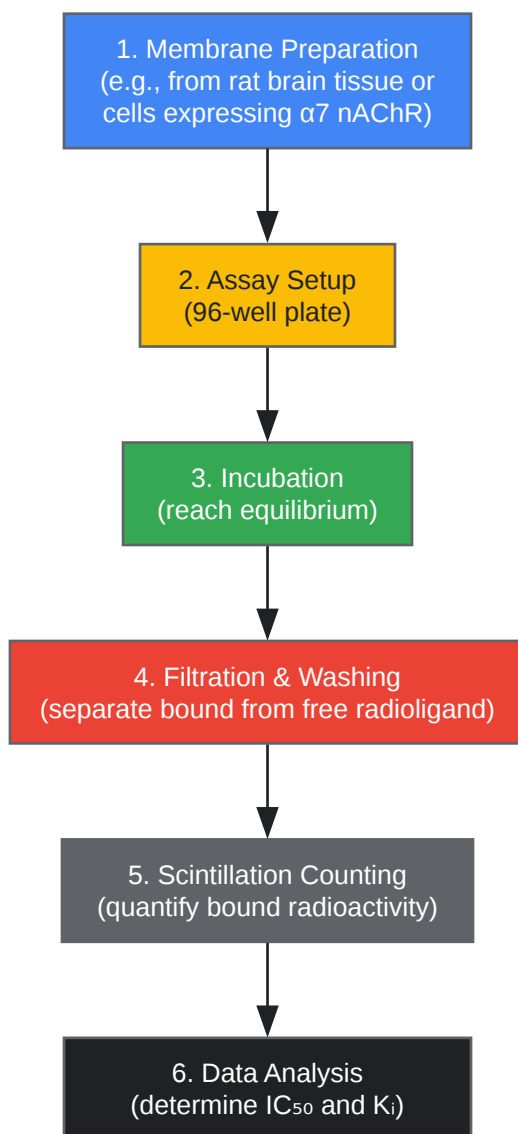 1. Membrane Preparation
(e.g., from rat brain tissue or
cells expressing α7 nAChR)
2. Assay Setup
(96-well plate)
3. Incubation
(reach equilibrium)
4. Filtration & Washing
(separate bound from free radioligand)
5. Scintillation Counting
(quantify bound radioactivity)
6. Data Analysis
(determine IC₅₀ and Kᵢ)